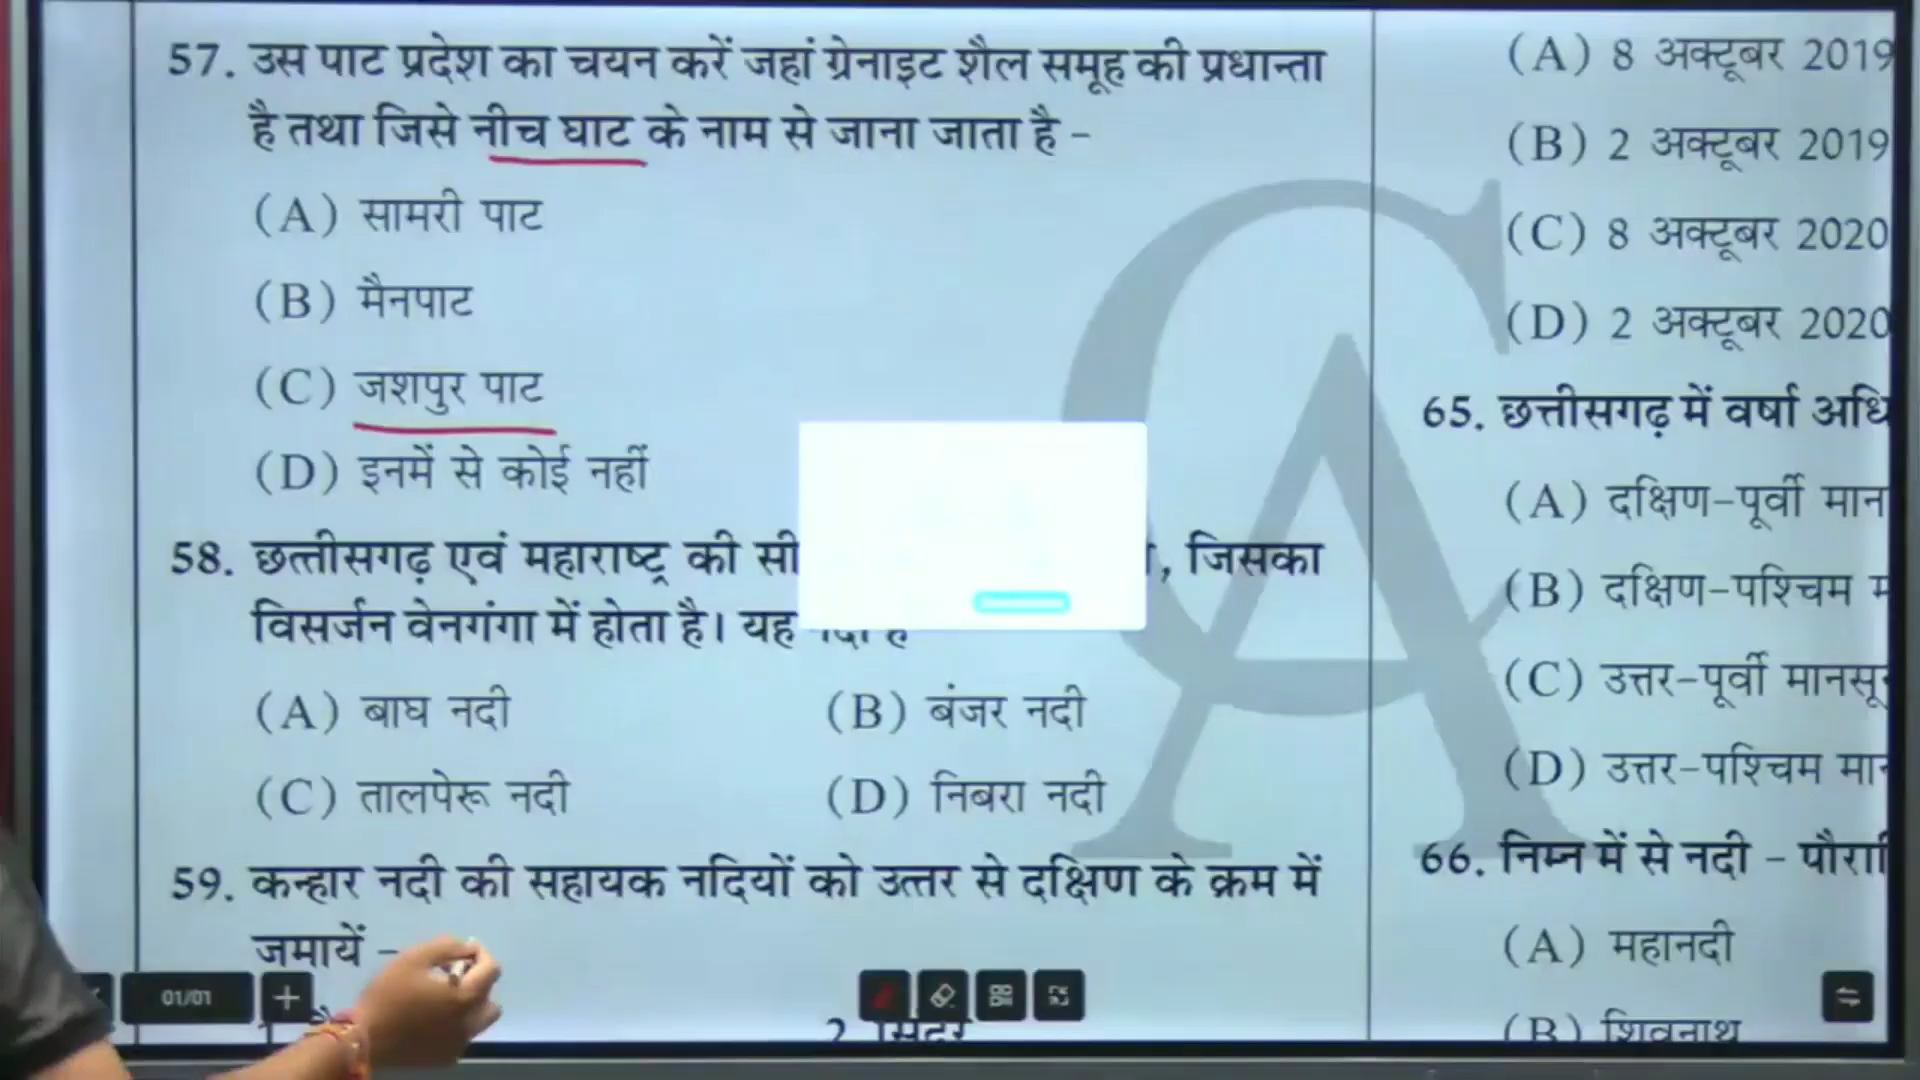 57. उस पाट प्रदेश का चयन करें जहां ग्रेनाइट शैल समूह की प्रधान्ता
है तथा जिसे नीच घाट के नाम से जाना जाता है -
(A) सामरी पाट
(B) मैनपाट
(C) जशपुर पाट
(D) इनमें से कोई नहीं
58. छत्तीसगढ़ एवं महाराष्ट्र की सी , जिसका
विसर्जन वेनगंगा में होता है। यह
(A) बाघ नदी (B) बंजर नदी
(C) तालपेरू नदी (D) निबरा नदी
59. कन्हार नदी की सहायक नदियों को उत्तर से दक्षिण के क्रम में
जमायें -
01/01
(A) 8 अक्टूबर 2019
(B) 2 अक्टूबर 2019
(C) 8 अक्टूबर 2020
(D) 2 अक्टूबर 2020
65. छत्तीसगढ़ में वर्षा अधि
(A) दक्षिण-पूर्वी मान
(B) दक्षिण-पश्चिम म
(C) उत्तर-पूर्वी मानसू
(D) उत्तर-पश्चिम मा
66. निम्न में से नदी - पौरा
(A) महानदी
(B) शिवनाथ